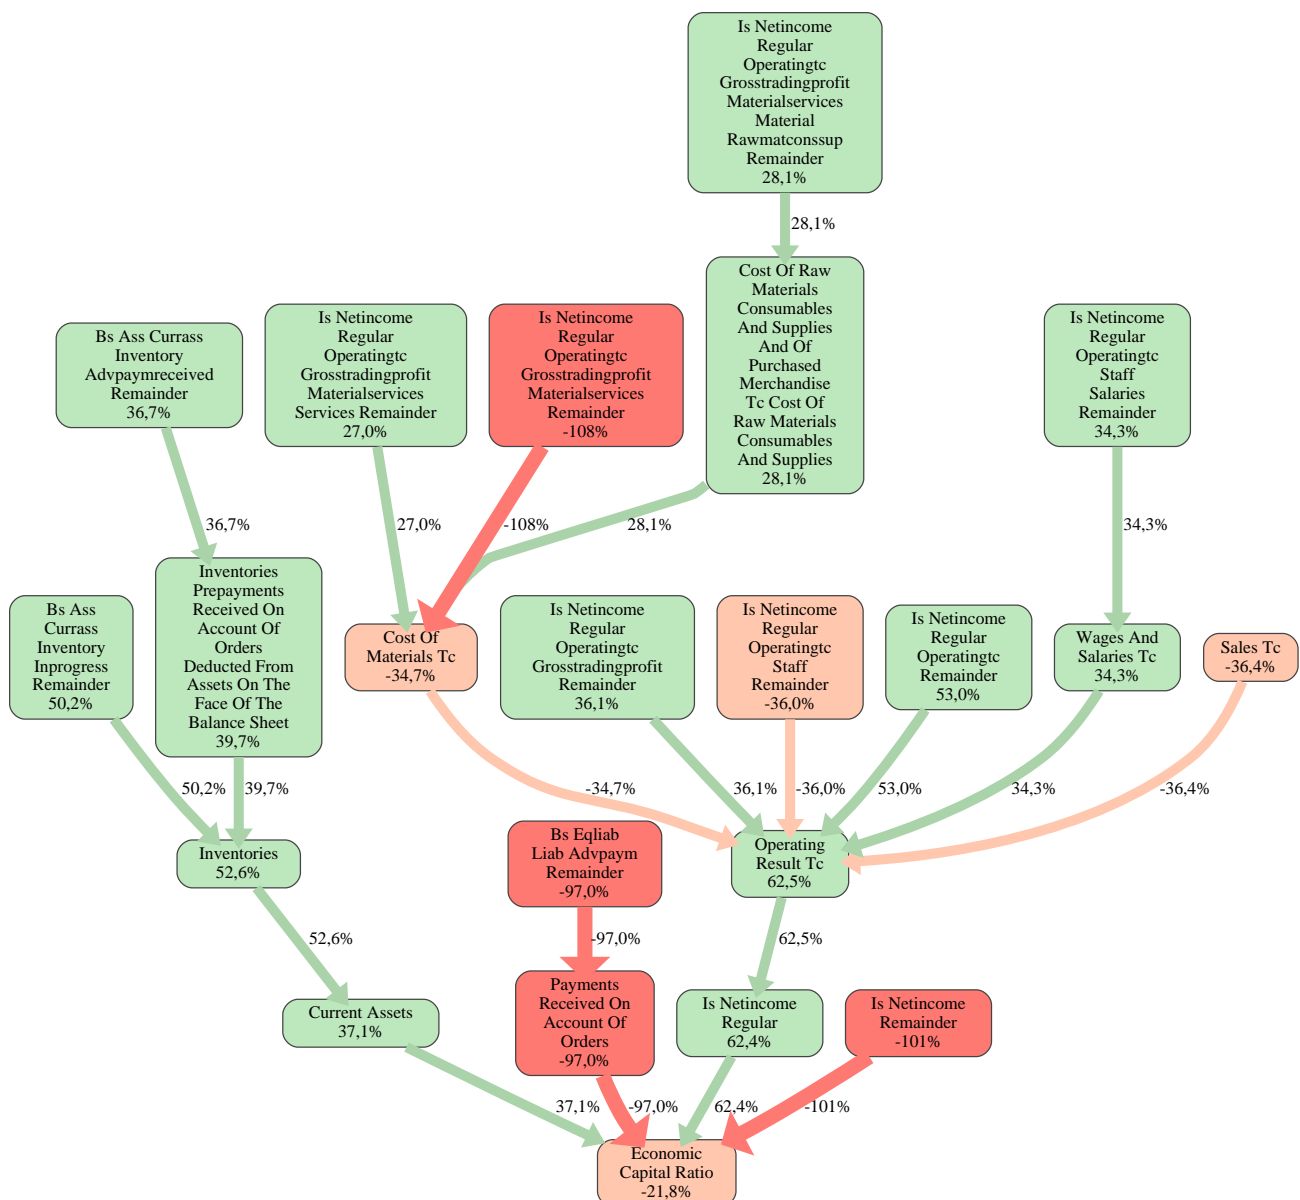 Is Netincome
Regular
Operatingtc
Grosstradingprofit
Materialservices
Material
Rawmatconssup
Remainder
28,1%
28,1%
Cost Of Raw
Materials
Consumables
And Supplies
And Of
Purchased
Merchandise
Tc Cost Of
Raw Materials
Consumables
And Supplies
28,1%
Bs Ass Currass
Inventory
Advpaymreceived
Remainder
36,7%
Is Netincome
Regular
Operatingtc
Grosstradingprofit
Materialservices
Services Remainder
27,0%
Is Netincome
Regular
Operatingtc
Grosstradingprofit
Materialservices
Remainder
-108%
Is Netincome
Regular
Operatingtc
Staff
Salaries
Remainder
34,3%
36,7%
27,0%
-108%
28,1%
34,3%
Bs Ass
Currass
Inventory
Inprogress
Remainder
50,2%
Inventories
Prepayments
Received On
Account Of
Orders
Deducted From
Assets On The
Face Of The
Balance Sheet
39,7%
Cost Of
Materials Tc
-34,7%
Is Netincome
Regular
Operatingtc
Grosstradingprofit
Remainder
36,1%
Is Netincome
Regular
Operatingtc
Staff
Remainder
-36,0%
Is Netincome
Regular
Operatingtc
Remainder
53,0%
Wages And
Salaries Tc
34,3%
Sales Tc
-36,4%
50,2%
39,7%
-34,7%
36,1%
-36,0%
53,0%
34,3%
-36,4%
Inventories
52,6%
Bs Eqliab
Liab Advpaym
Remainder
-97,0%
Operating
Result Tc
62,5%
52,6%
-97,0%
62,5%
Current Assets
37,1%
Payments
Received On
Account Of
Orders
-97,0%
Is Netincome
Regular
62,4%
Is Netincome
Remainder
-101%
37,1%
-97,0%
62,4%
-101%
Economic
Capital Ratio
-21,8%